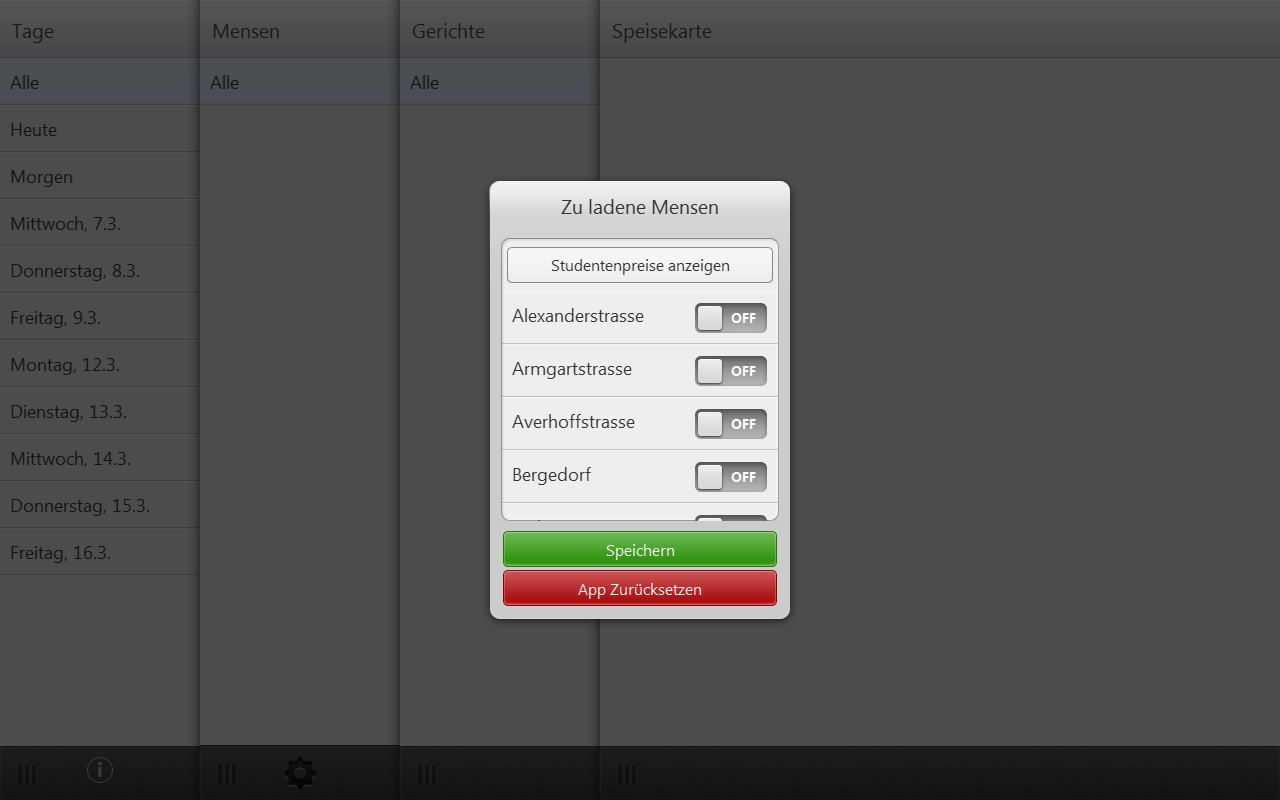 Tage
Mensen
Gerichte
Speisekarte
Alle
Alle
Alle
Heute
Morgen
Mittwoch, 7.3.
Donnerstag, 8.3.
Freitag, 9.3.
Montag, 12.3.
Dienstag, 13.3.
Mittwoch, 14.3.
Donnerstag, 15.3.
Freitag, 16.3.
Zu ladene Mensen
Studentenpreise anzeigen
Alexanderstrasse OFF
Armgartstrasse OFF
Averhoffstrasse OFF
Bergedorf OFF
Speichern
App Zurücksetzen